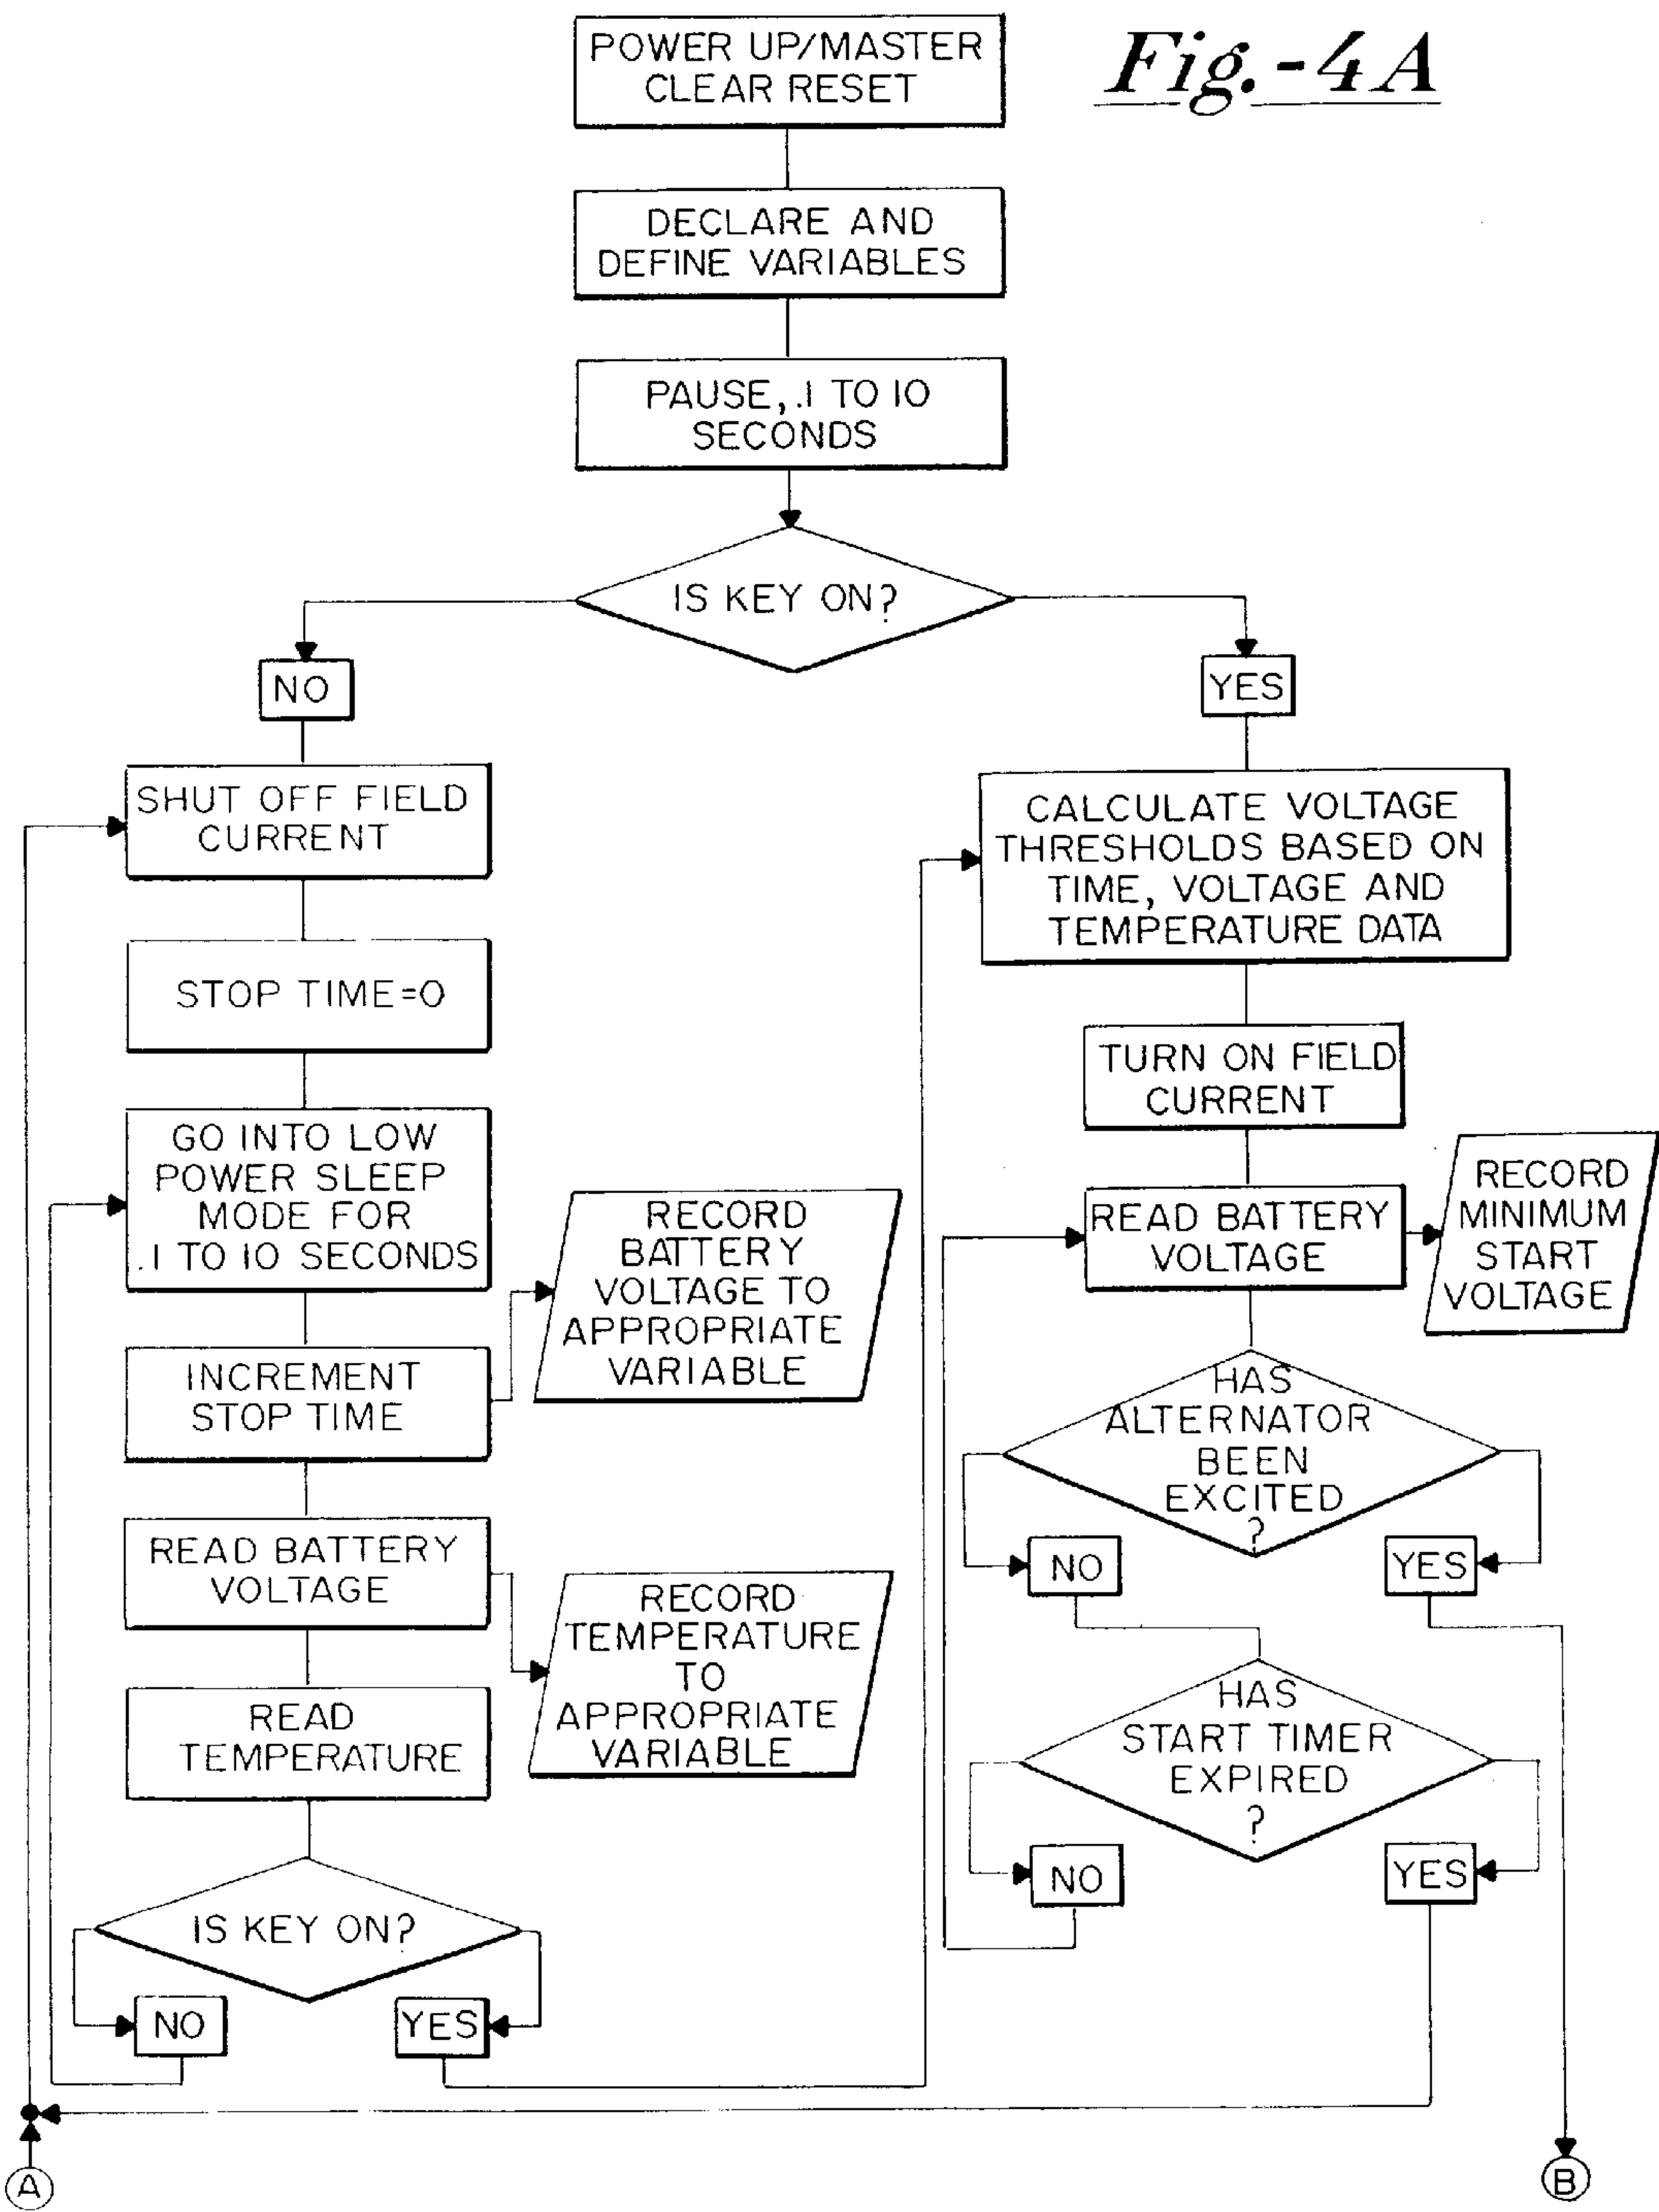 Fig.-4A
POWER UP/MASTER
CLEAR RESET
DECLARE AND
DEFINE VARIABLES
PAUSE, .1 TO 10
SECONDS
IS KEY ON?
NO
YES
SHUT OFF FIELD
CURRENT
STOP TIME=0
GO INTO LOW
POWER SLEEP
MODE FOR
.1 TO 10 SECONDS
RECORD
BATTERY
VOLTAGE TO
APPROPRIATE
VARIABLE
INCREMENT
STOP TIME
READ BATTERY
VOLTAGE
RECORD
TEMPERATURE
TO
APPROPRIATE
VARIABLE
READ
TEMPERATURE
IS KEY ON?
NO
YES
CALCULATE VOLTAGE
THRESHOLDS BASED ON
TIME, VOLTAGE AND
TEMPERATURE DATA
TURN ON FIELD
CURRENT
READ BATTERY
VOLTAGE
RECORD
MINIMUM
START
VOLTAGE
HAS
ALTERNATOR
BEEN
EXCITED
?
NO
YES
HAS
START TIMER
EXPIRED
?
NO
YES
A
B